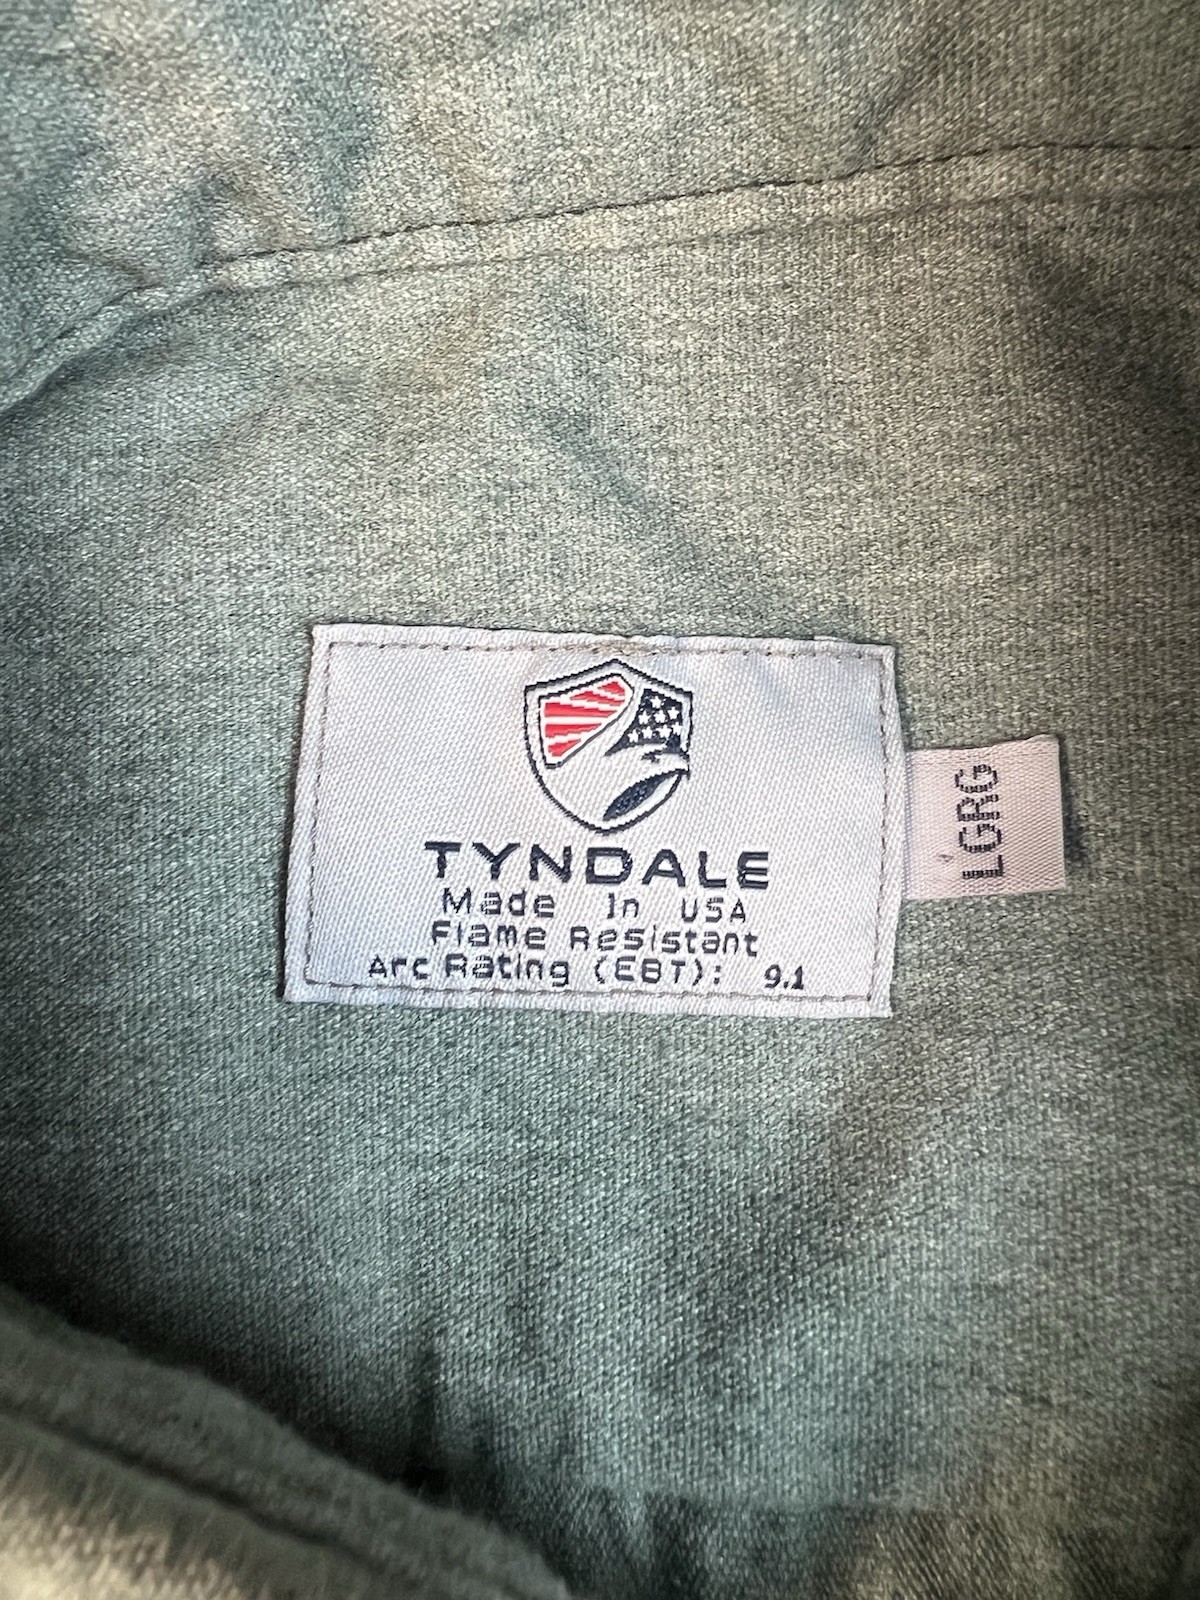 TYNDALE
Made In USA
Flame Resistant
Arc Rating (EBT): 9.1
LGRG